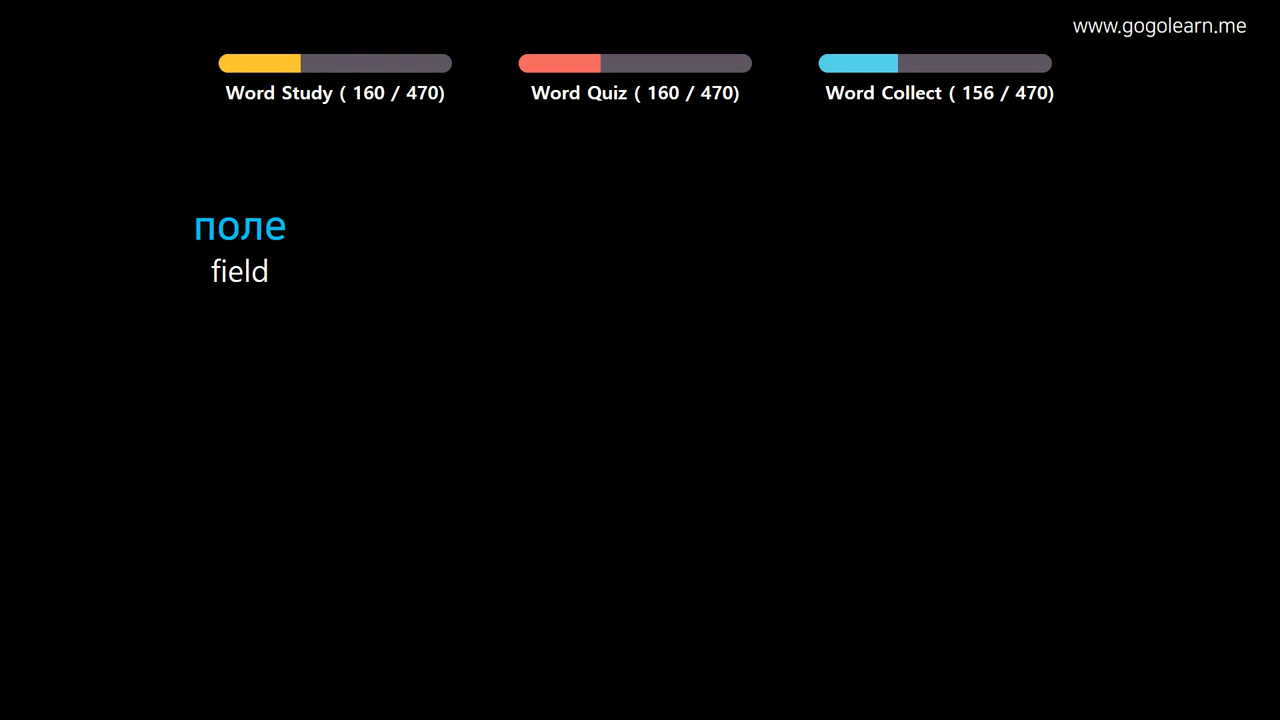 www.gogolearn.me
Word Study ( 160 / 470)
Word Quiz ( 160 / 470)
Word Collect ( 156 / 470)
поле
field